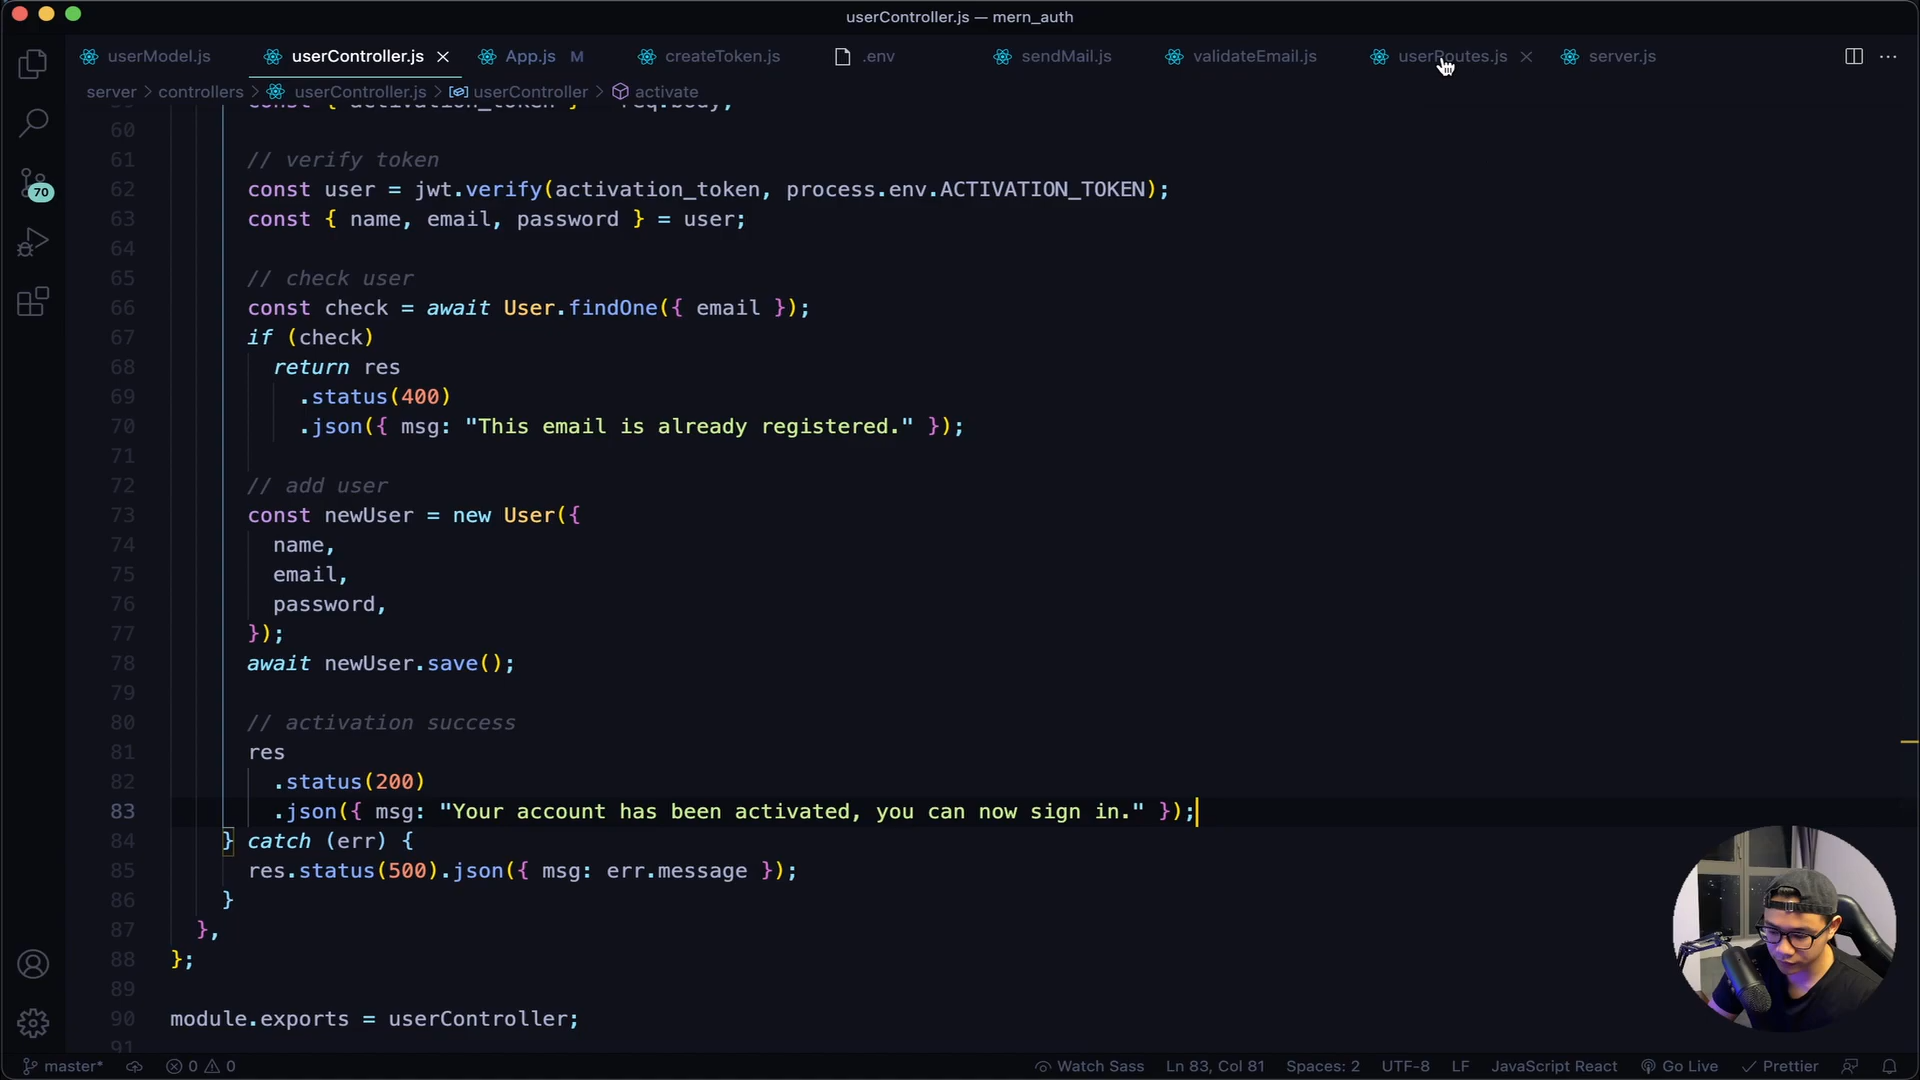 userController.js — mern_auth
userModel.js userController.js App.js M createToken.js .env sendMail.js validateEmail.js userRoutes.js server.js
server > controllers > userController.js > userController > activate
60
61 // verify token
62 const user = jwt.verify(activation_token, process.env.ACTIVATION_TOKEN);
63 const { name, email, password } = user;
64
65 // check user
66 const check = await User.findOne({ email });
67 if (check)
68 return res
69 .status(400)
70 .json({ msg: "This email is already registered." });
71
72 // add user
73 const newUser = new User({
74 name,
75 email,
76 password,
77 });
78 await newUser.save();
79
80 // activation success
81 res
82 .status(200)
83 .json({ msg: "Your account has been activated, you can now sign in." });
84 } catch (err) {
85 res.status(500).json({ msg: err.message });
86 }
87 },
88 };
89
90 module.exports = userController;
91
70
master* 0 0 Watch Sass Ln 83, Col 81 Spaces: 2 UTF-8 LF JavaScript React Go Live Prettier